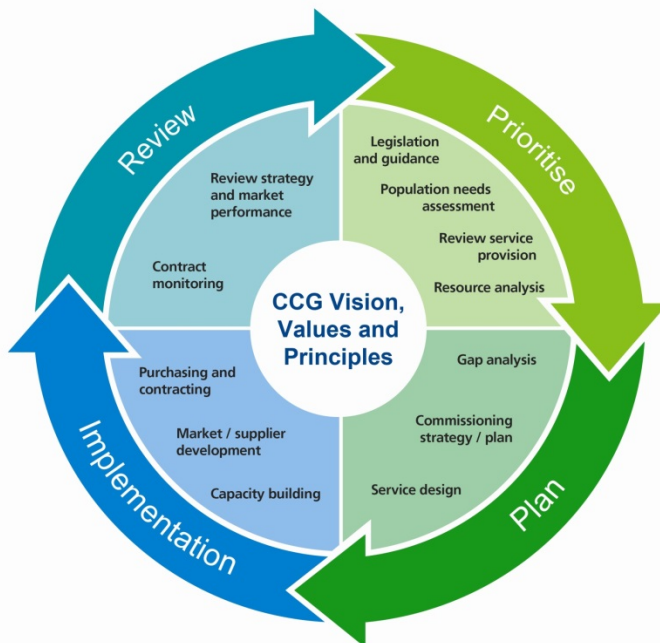 Review
Prioritise
Legislation
and guidance
Population needs
assessment
Review service
provision
Resource analysis
Review strategy
and market
performance
Contract
monitoring
CCG Vision,
Values and
Principles
Gap analysis
Commissioning
strategy / plan
Service design
Plan
Purchasing and
contracting
Market / supplier
development
Capacity building
Implementation